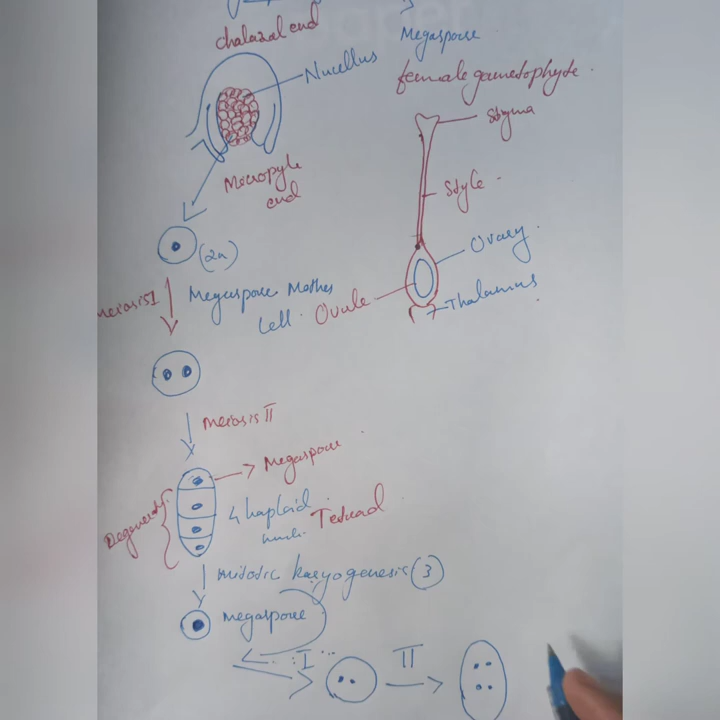 chalazal end
Megaspore
Nucellus
female gametophyte.
Stigma
Micropyle
end
Style
Ovary
(2n)
meiosis I
Megaspore Mother
Cell
Ovule
Thalamus
meiosis II
Megaspore
4 haploid
Tetrad
mitotic karyogenesis (3)
megaspore
I
II